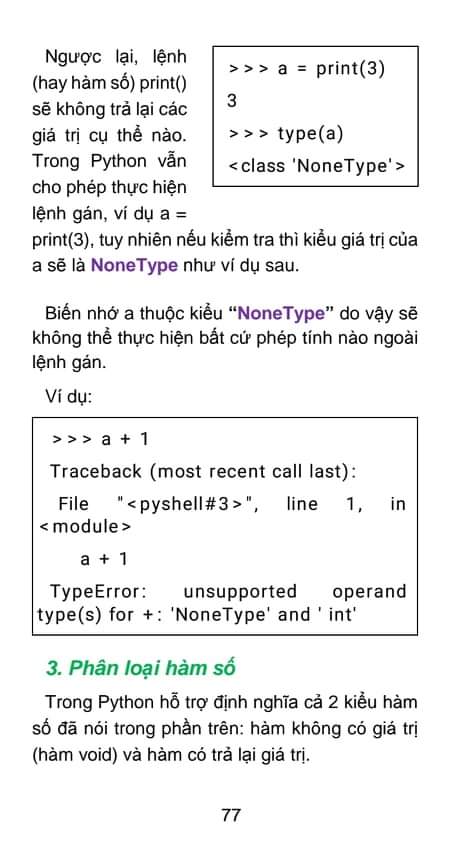 Ngược lại, lệnh
(hay hàm số) print()
sẽ không trả lại các
giá trị cụ thể nào.
Trong Python vẫn
cho phép thực hiện
lệnh gán, ví dụ a =
print(3), tuy nhiên nếu kiểm tra thì kiểu giá trị của
a sẽ là NoneType như ví dụ sau.
>>> a = print(3)
3
>>> type(a)
<class 'NoneType'>
Biến nhớ a thuộc kiểu “NoneType” do vậy sẽ
không thể thực hiện bất cứ phép tính nào ngoài
lệnh gán.
Ví dụ:
>>> a + 1
Traceback (most recent call last):
File "<pyshell#3>", line 1, in
<module>
a + 1
TypeError: unsupported operand
type(s) for +: 'NoneType' and ' int'
3. Phân loại hàm số
Trong Python hỗ trợ định nghĩa cả 2 kiểu hàm
số đã nói trong phần trên: hàm không có giá trị
(hàm void) và hàm có trả lại giá trị.
77